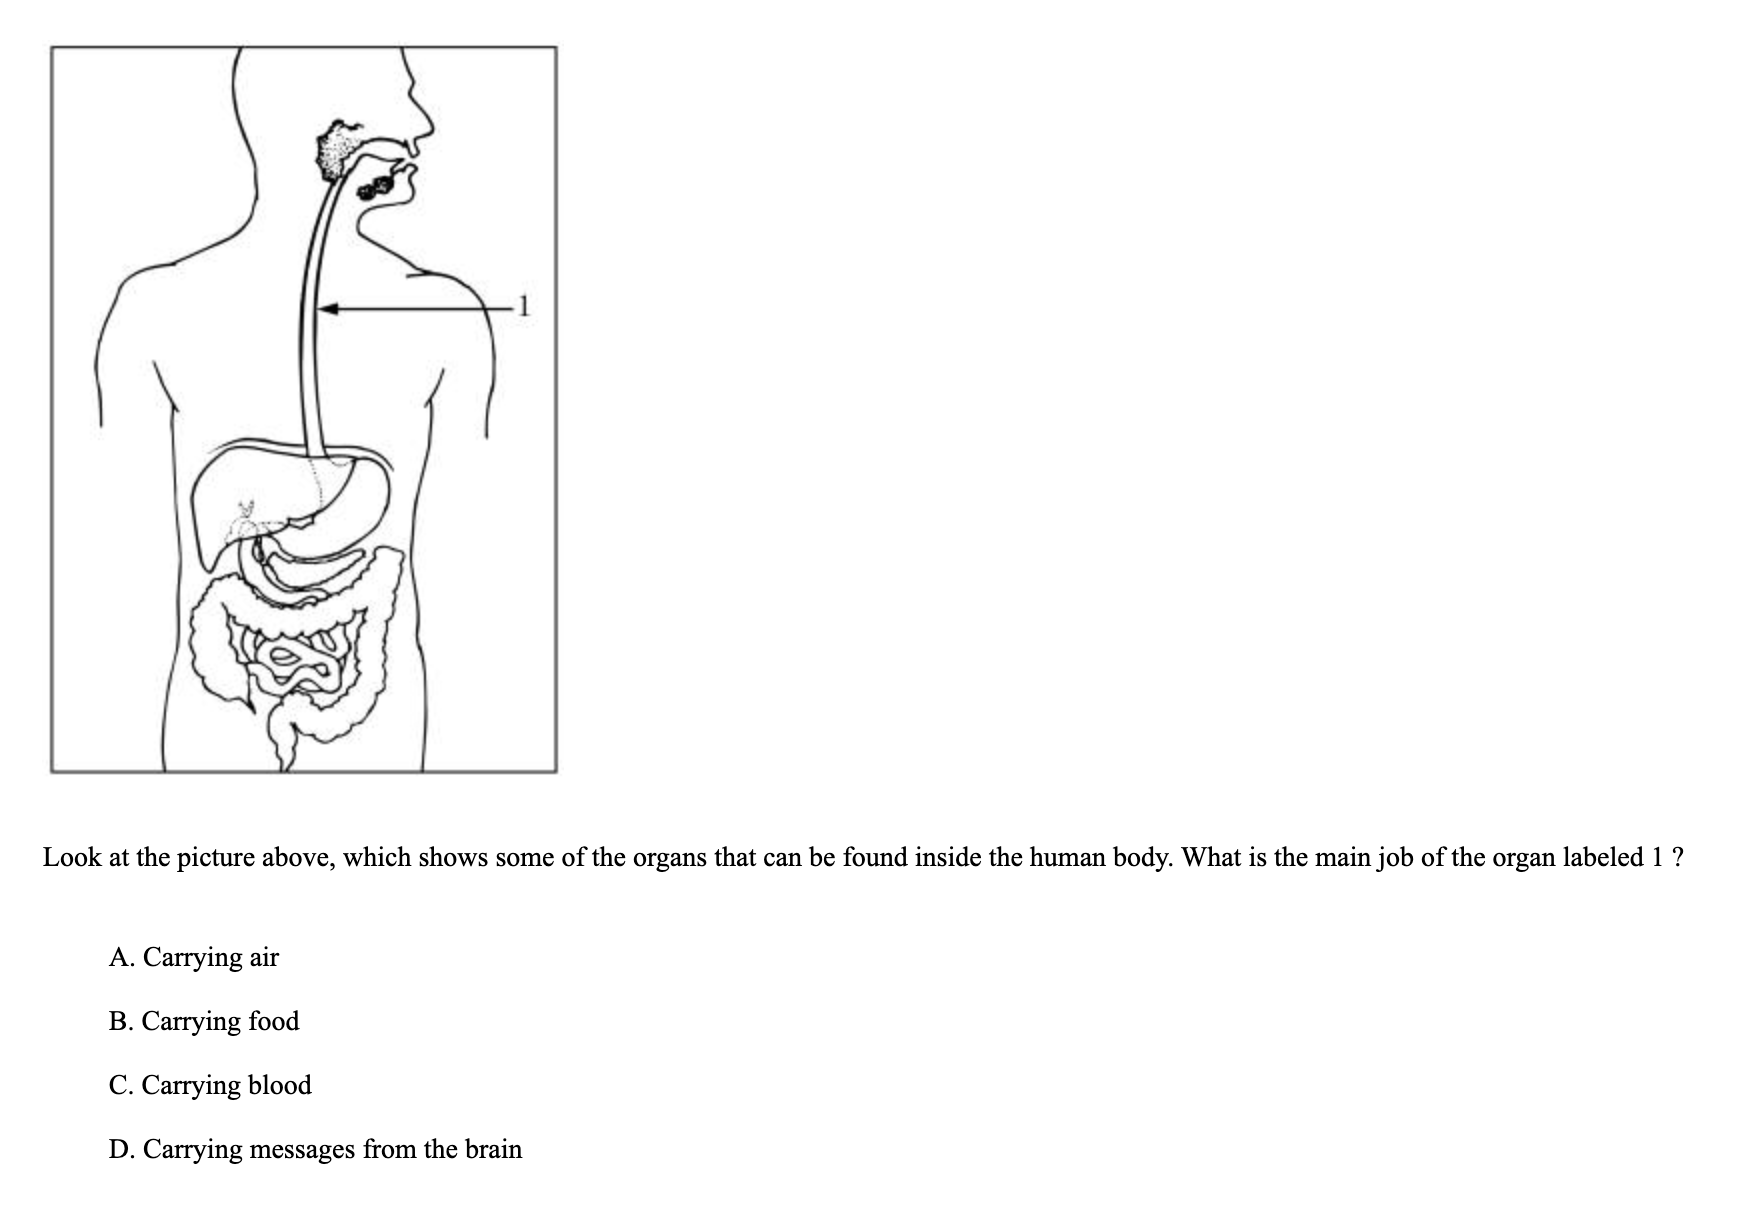 1
Look at the picture above, which shows some of the organs that can be found inside the human body. What is the main job of the organ labeled 1 ?
A. Carrying air
B. Carrying food
C. Carrying blood
D. Carrying messages from the brain